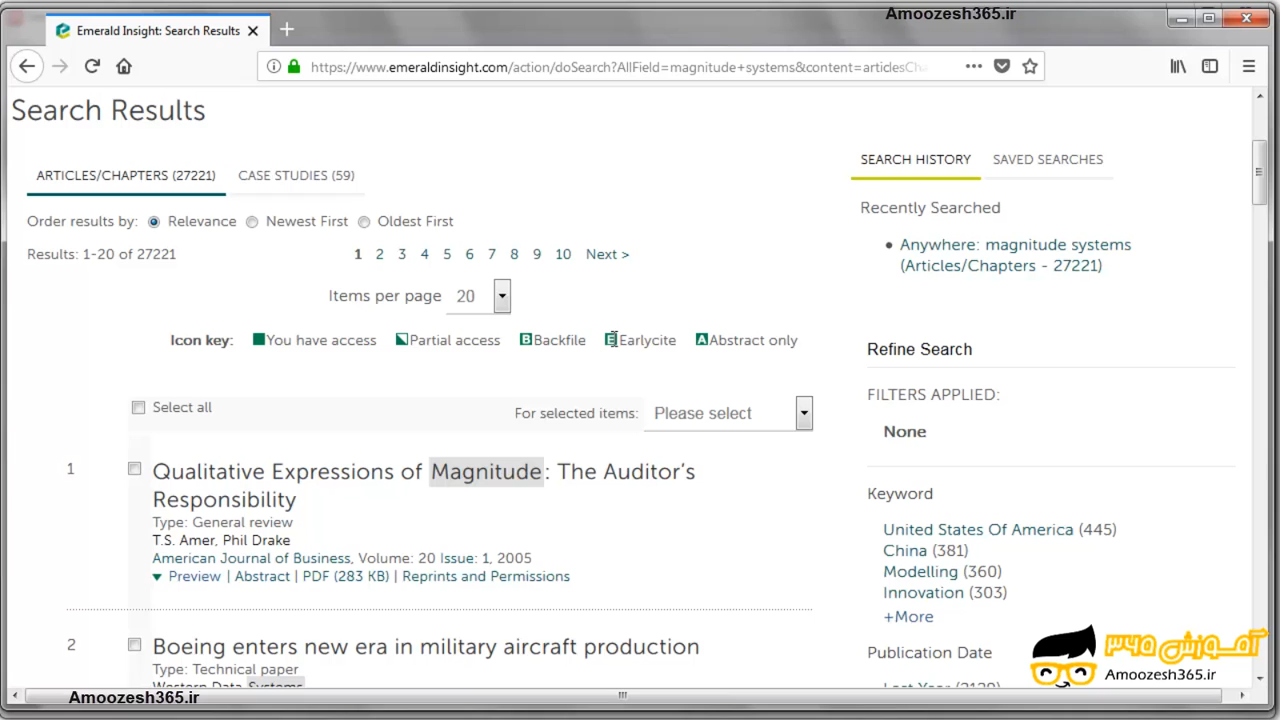 Amoozesh365.ir
Emerald Insight: Search Results
https://www.emeraldinsight.com/action/doSearch?AllField=magnitude+systems&content=articlesCh
Search Results
ARTICLES/CHAPTERS (27221) CASE STUDIES (59)
Order results by: Relevance Newest First Oldest First
Results: 1-20 of 27221 1 2 3 4 5 6 7 8 9 10 Next >
Items per page 20
Icon key: You have access Partial access B Backfile E Earlycite A Abstract only
Select all For selected items: Please select
1 Qualitative Expressions of Magnitude: The Auditor's
Responsibility
Type: General review
T.S. Amer, Phil Drake
American Journal of Business, Volume: 20 Issue: 1, 2005
Preview | Abstract | PDF (283 KB) | Reprints and Permissions
2 Boeing enters new era in military aircraft production
Type: Technical paper
Western Data Systems
SEARCH HISTORY SAVED SEARCHES
Recently Searched
Anywhere: magnitude systems
(Articles/Chapters - 27221)
Refine Search
FILTERS APPLIED:
None
Keyword
United States Of America (445)
China (381)
Modelling (360)
Innovation (303)
+More
Publication Date
آموزش ۳۶۵
Amoozesh365.ir
Amoozesh365.ir